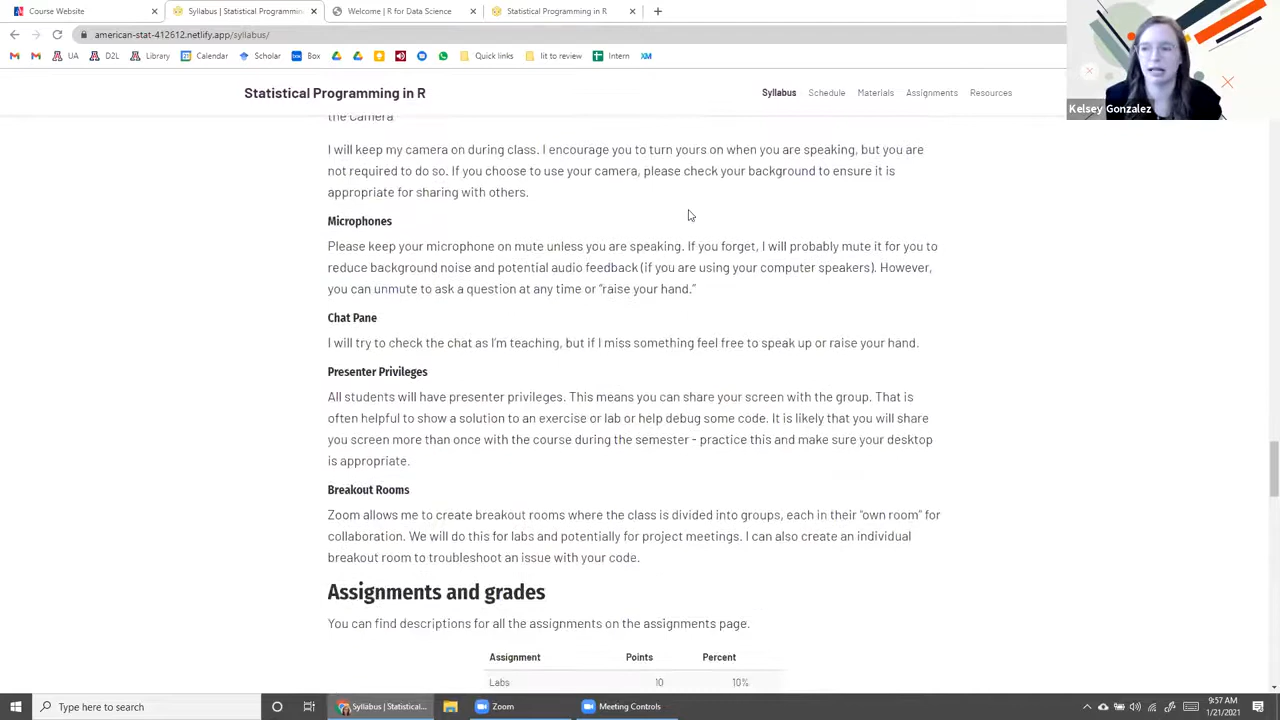 Course Website
Syllabus | Statistical Programmin
Welcome | R for Data Science
Statistical Programming in R
american-stat-412612.netlify.app/syllabus/
UA
D2L
Library
Calendar
Scholar
Box
Quick links
lit to review
Intern
Kelsey Gonzalez
Statistical Programming in R
Syllabus
Schedule
Materials
Assignments
Resources
the Camera
I will keep my camera on during class. I encourage you to turn yours on when you are speaking, but you are
not required to do so. If you choose to use your camera, please check your background to ensure it is
appropriate for sharing with others.
Microphones
Please keep your microphone on mute unless you are speaking. If you forget, I will probably mute it for you to
reduce background noise and potential audio feedback (if you are using your computer speakers). However,
you can unmute to ask a question at any time or “raise your hand.”
Chat Pane
I will try to check the chat as I’m teaching, but if I miss something feel free to speak up or raise your hand.
Presenter Privileges
All students will have presenter privileges. This means you can share your screen with the group. That is
often helpful to show a solution to an exercise or lab or help debug some code. It is likely that you will share
you screen more than once with the course during the semester - practice this and make sure your desktop
is appropriate.
Breakout Rooms
Zoom allows me to create breakout rooms where the class is divided into groups, each in their “own room” for
collaboration. We will do this for labs and potentially for project meetings. I can also create an individual
breakout room to troubleshoot an issue with your code.
Assignments and grades
You can find descriptions for all the assignments on the assignments page.
Assignment Points Percent
Labs 10 10%
Type here to search
Syllabus | Statistical...
Zoom
Meeting Controls
9:57 AM
1/21/2021